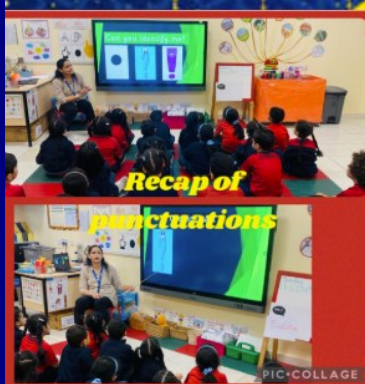 Can you identify me?
Recap of
punctuations
PIC•COLLAGE